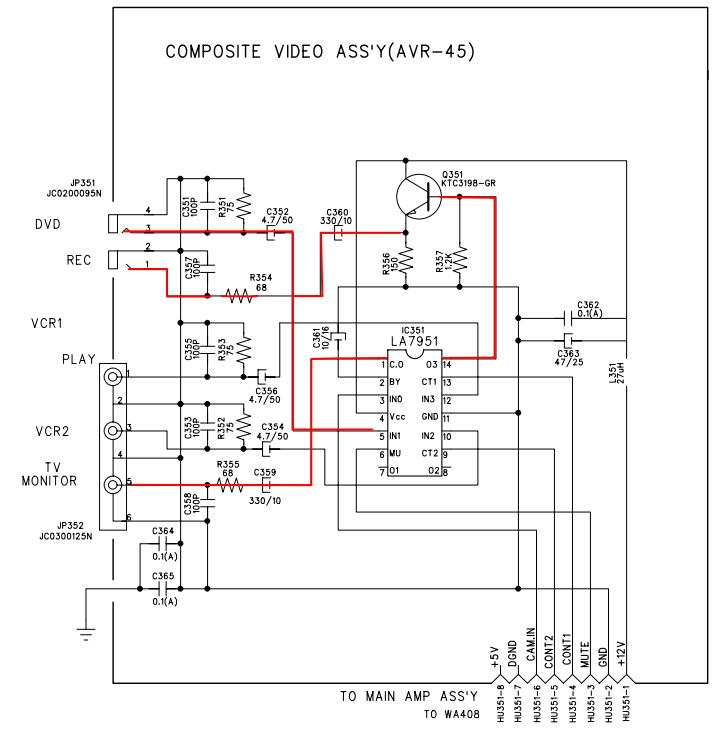 COMPOSITE VIDEO ASS'Y(AVR-45)
JP351
JC0200095N
DVD
REC
VCR1
PLAY
VCR2
TV
MONITOR
JP352
JC0300125N
4
3
2
1
1
2
3
4
5
6
C351
100P
R351
75
C352
4.7/50
C357
100P
R354
68
C355
100P
R353
75
C356
4.7/50
C353
100P
R352
75
C354
4.7/50
R355
68
C359
330/10
C358
100P
C364
0.1(A)
C365
0.1(A)
C360
330/10
Q351
KTC3198-GR
R356
150
R357
1.2K
C361
10/16
IC351
LA7951
1 C.O O3 14
2 BY CT1 13
3 IN0 IN3 12
4 Vcc GND 11
5 IN1 IN2 10
6 MU CT2 9
7 O1 O2 8
C362
0.1(A)
C363
47/25
L351
27uH
+5V
DGND
CAM.IN
CONT2
CONT1
MUTE
GND
+12V
HU351-8
HU351-7
HU351-6
HU351-5
HU351-4
HU351-3
HU351-2
HU351-1
TO MAIN AMP ASS'Y
TO WA408